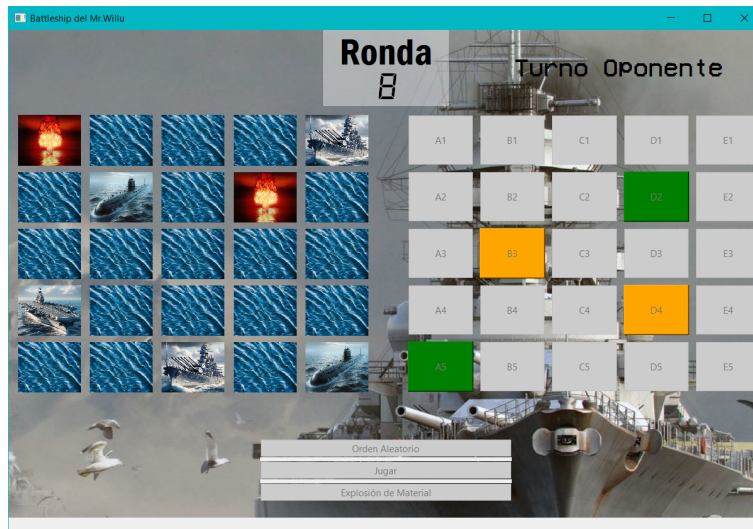 Battleship del Mr.Willu
Ronda
8
Turno Oponente
A1 B1 C1 D1 E1
A2 B2 C2 D2 E2
A3 B3 C3 D3 E3
A4 B4 C4 D4 E4
A5 B5 C5 D5 E5
Orden Aleatorio
Jugar
Explosión de Material